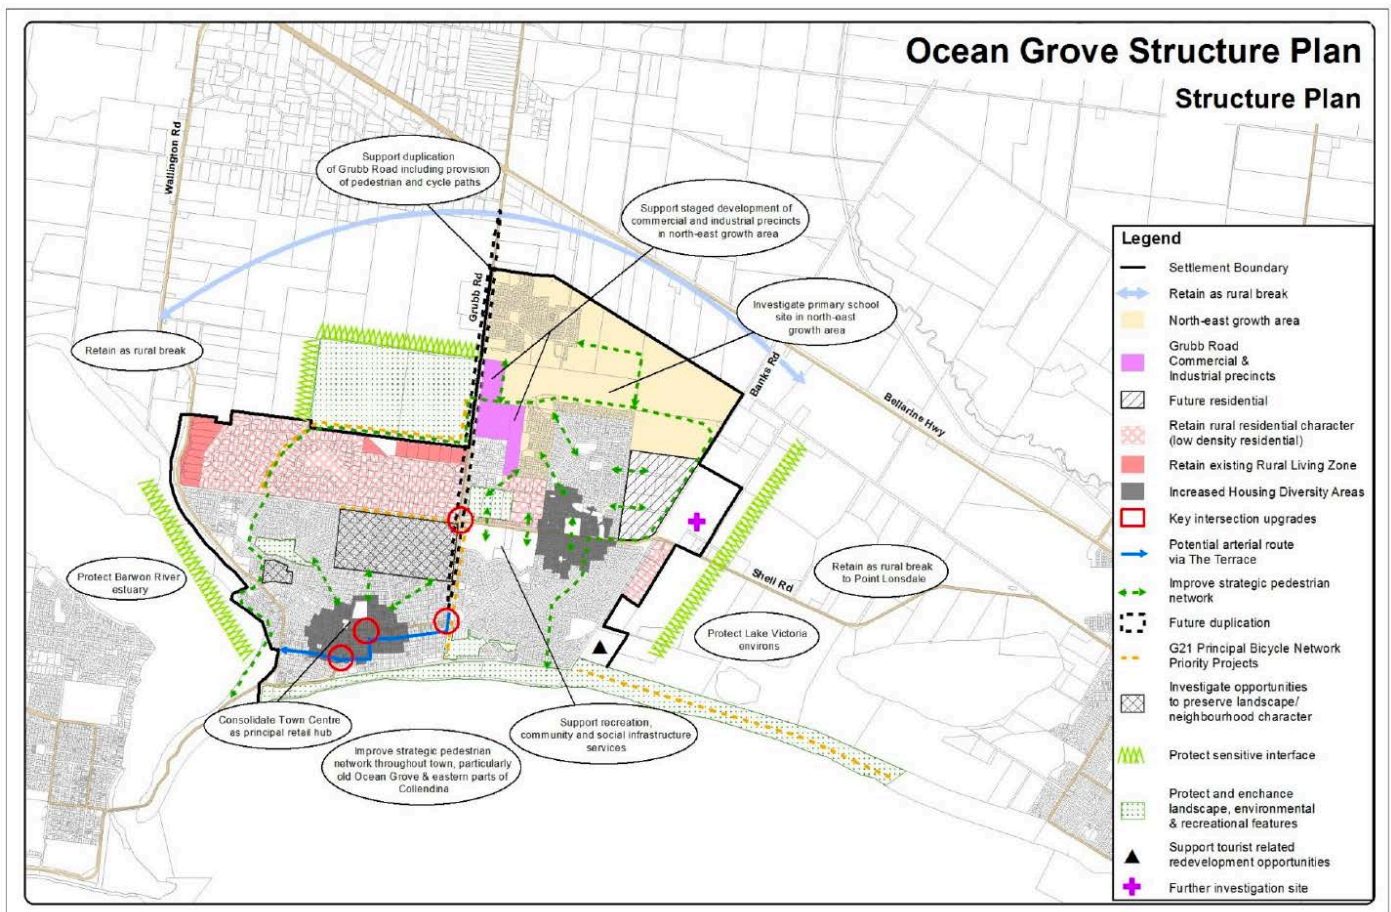 Ocean Grove Structure Plan
Structure Plan
Wallington Rd
Support duplication
of Grubb Road including provision
of pedestrian and cycle paths
Support staged development of
commercial and industrial precincts
in north-east growth area
Grubb Rd
Investigate primary school
site in north-east
growth area
Retain as rural break
Banks Rd
Bellarine Hwy
Protect Barwon River
estuary
Shell Rd
Retain as rural break
to Point Lonsdale
Protect Lake Victoria
environs
Consolidate Town Centre
as principal retail hub
Support recreation,
community and social infrastructure
services
Improve strategic pedestrian
network throughout town, particularly
old Ocean Grove & eastern parts of
Collendina
Legend
Settlement Boundary
Retain as rural break
North-east growth area
Grubb Road
Commercial &
Industrial precincts
Future residential
Retain rural residential character
(low density residential)
Retain existing Rural Living Zone
Increased Housing Diversity Areas
Key intersection upgrades
Potential arterial route
via The Terrace
Improve strategic pedestrian
network
Future duplication
G21 Principal Bicycle Network
Priority Projects
Investigate opportunities
to preserve landscape/
neighbourhood character
Protect sensitive interface
Protect and enchance
landscape, environmental
& recreational features
Support tourist related
redevelopment opportunities
Further investigation site